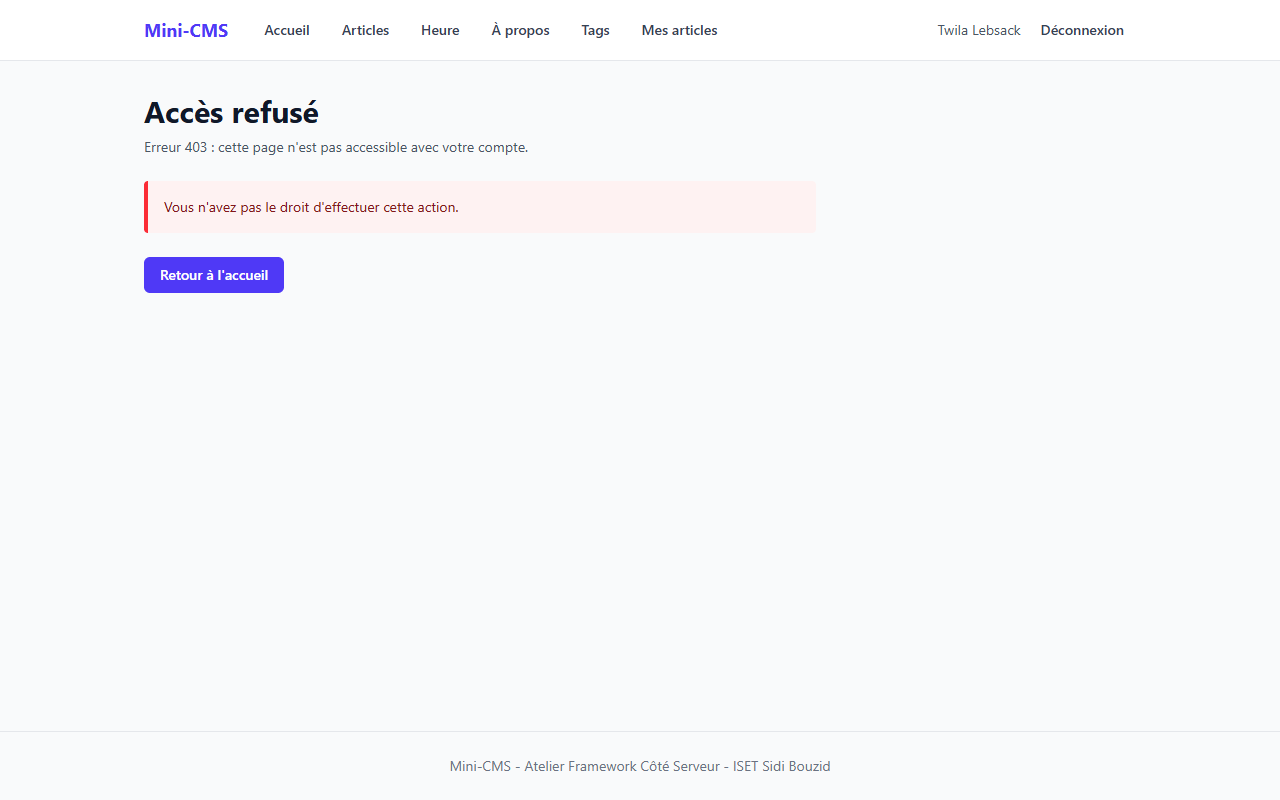 Mini-CMS Accueil Articles Heure À propos Tags Mes articles Twila Lebsack Déconnexion
Accès refusé
Erreur 403 : cette page n'est pas accessible avec votre compte.
Vous n'avez pas le droit d'effectuer cette action.
Retour à l'accueil
Mini-CMS - Atelier Framework Côté Serveur - ISET Sidi Bouzid